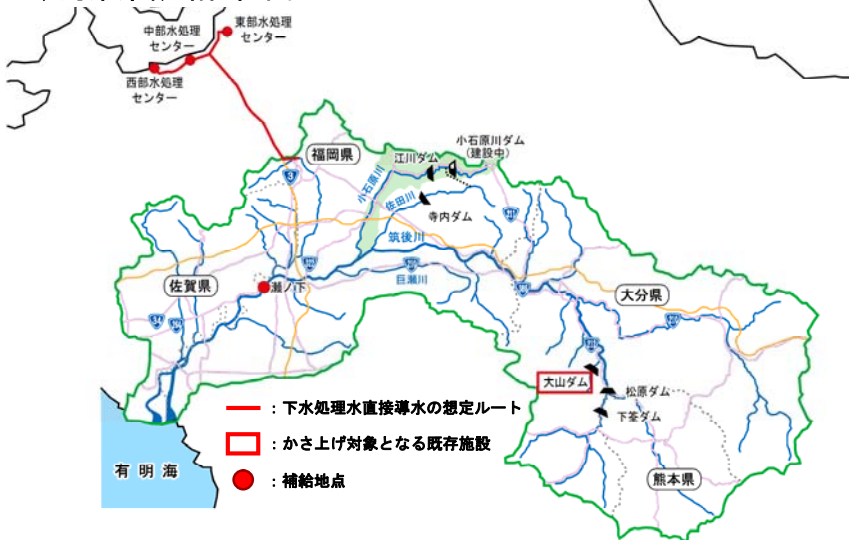 東部水処理
センター
中部水処理
センター
西部水処理
センター
福岡県
3
江川ダム
小石原川ダム
(建設中)
小石原川
佐田川
寺内ダム
筑後川
佐賀県
瀬ノ下
巨瀬川
大分県
34
大山ダム
松原ダム
下筌ダム
熊本県
有明海
:下水処理水直接導水の想定ルート
:かさ上げ対象となる既存施設
:補給地点